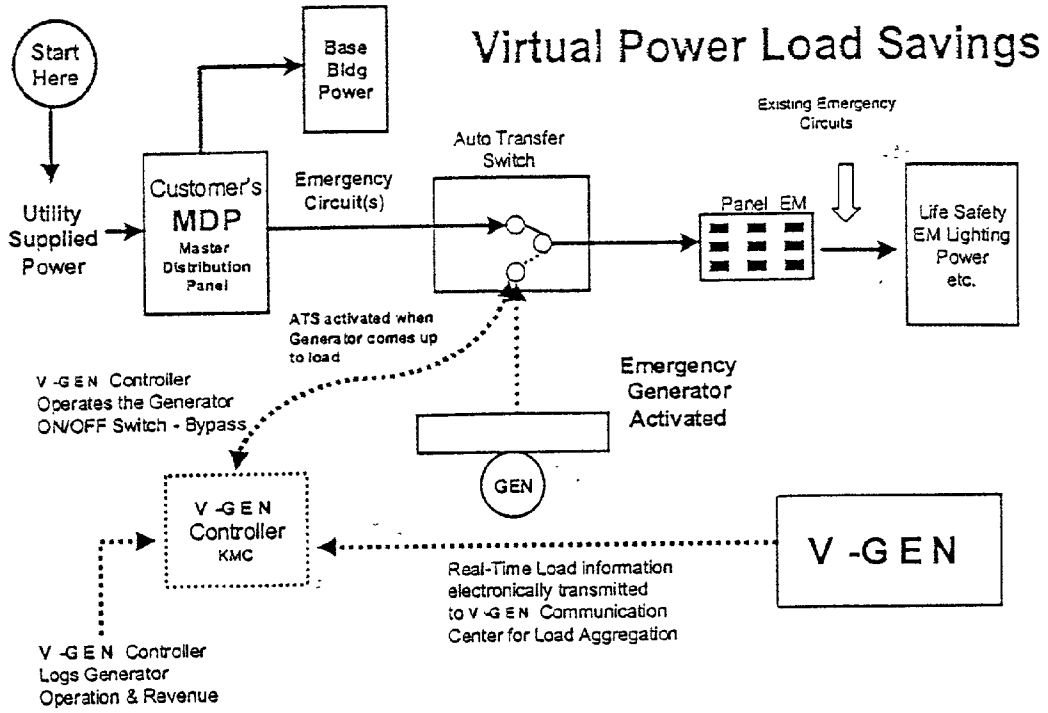 Virtual Power Load Savings
Start
Here
Base
Bldg
Power
Existing Emergency
Circuits
Auto Transfer
Switch
Utility
Supplied
Power
Customer's
MDP
Master
Distribution
Panel
Emergency
Circuit(s)
Panel EM
Life Safety
EM Lighting
Power
etc.
ATS activated when
Generator comes up
to load
V-GEN Controller
Operates the Generator
ON/OFF Switch - Bypass
Emergency
Generator
Activated
GEN
V-GEN
Controller
KMC
V-GEN
Real-Time Load information
electronically transmitted
to V-GEN Communication
Center for Load Aggregation
V-GEN Controller
Logs Generator
Operation & Revenue